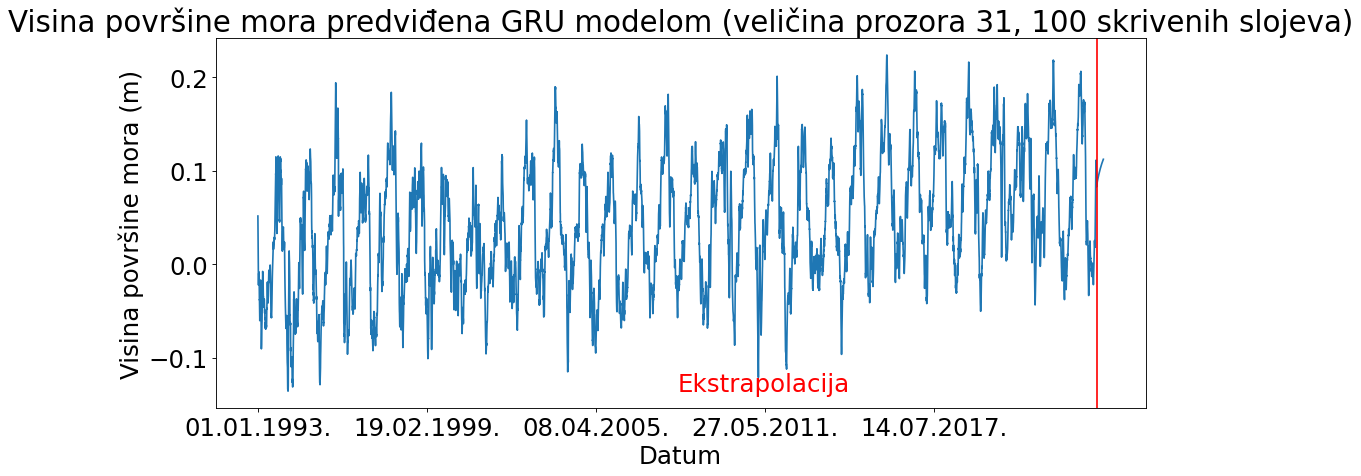 Visina površine mora predviđena GRU modelom (veličina prozora 31, 100 skrivenih slojeva)
Visina površine mora (m)
0.2
0.1
0.0
−0.1
Ekstrapolacija
01.01.1993. 19.02.1999. 08.04.2005. 27.05.2011. 14.07.2017.
Datum